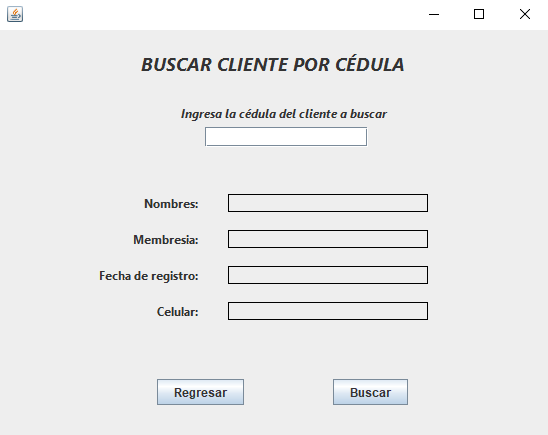 BUSCAR CLIENTE POR CÉDULA
Ingresa la cédula del cliente a buscar
Nombres:
Membresia:
Fecha de registro:
Celular:
Regresar Buscar